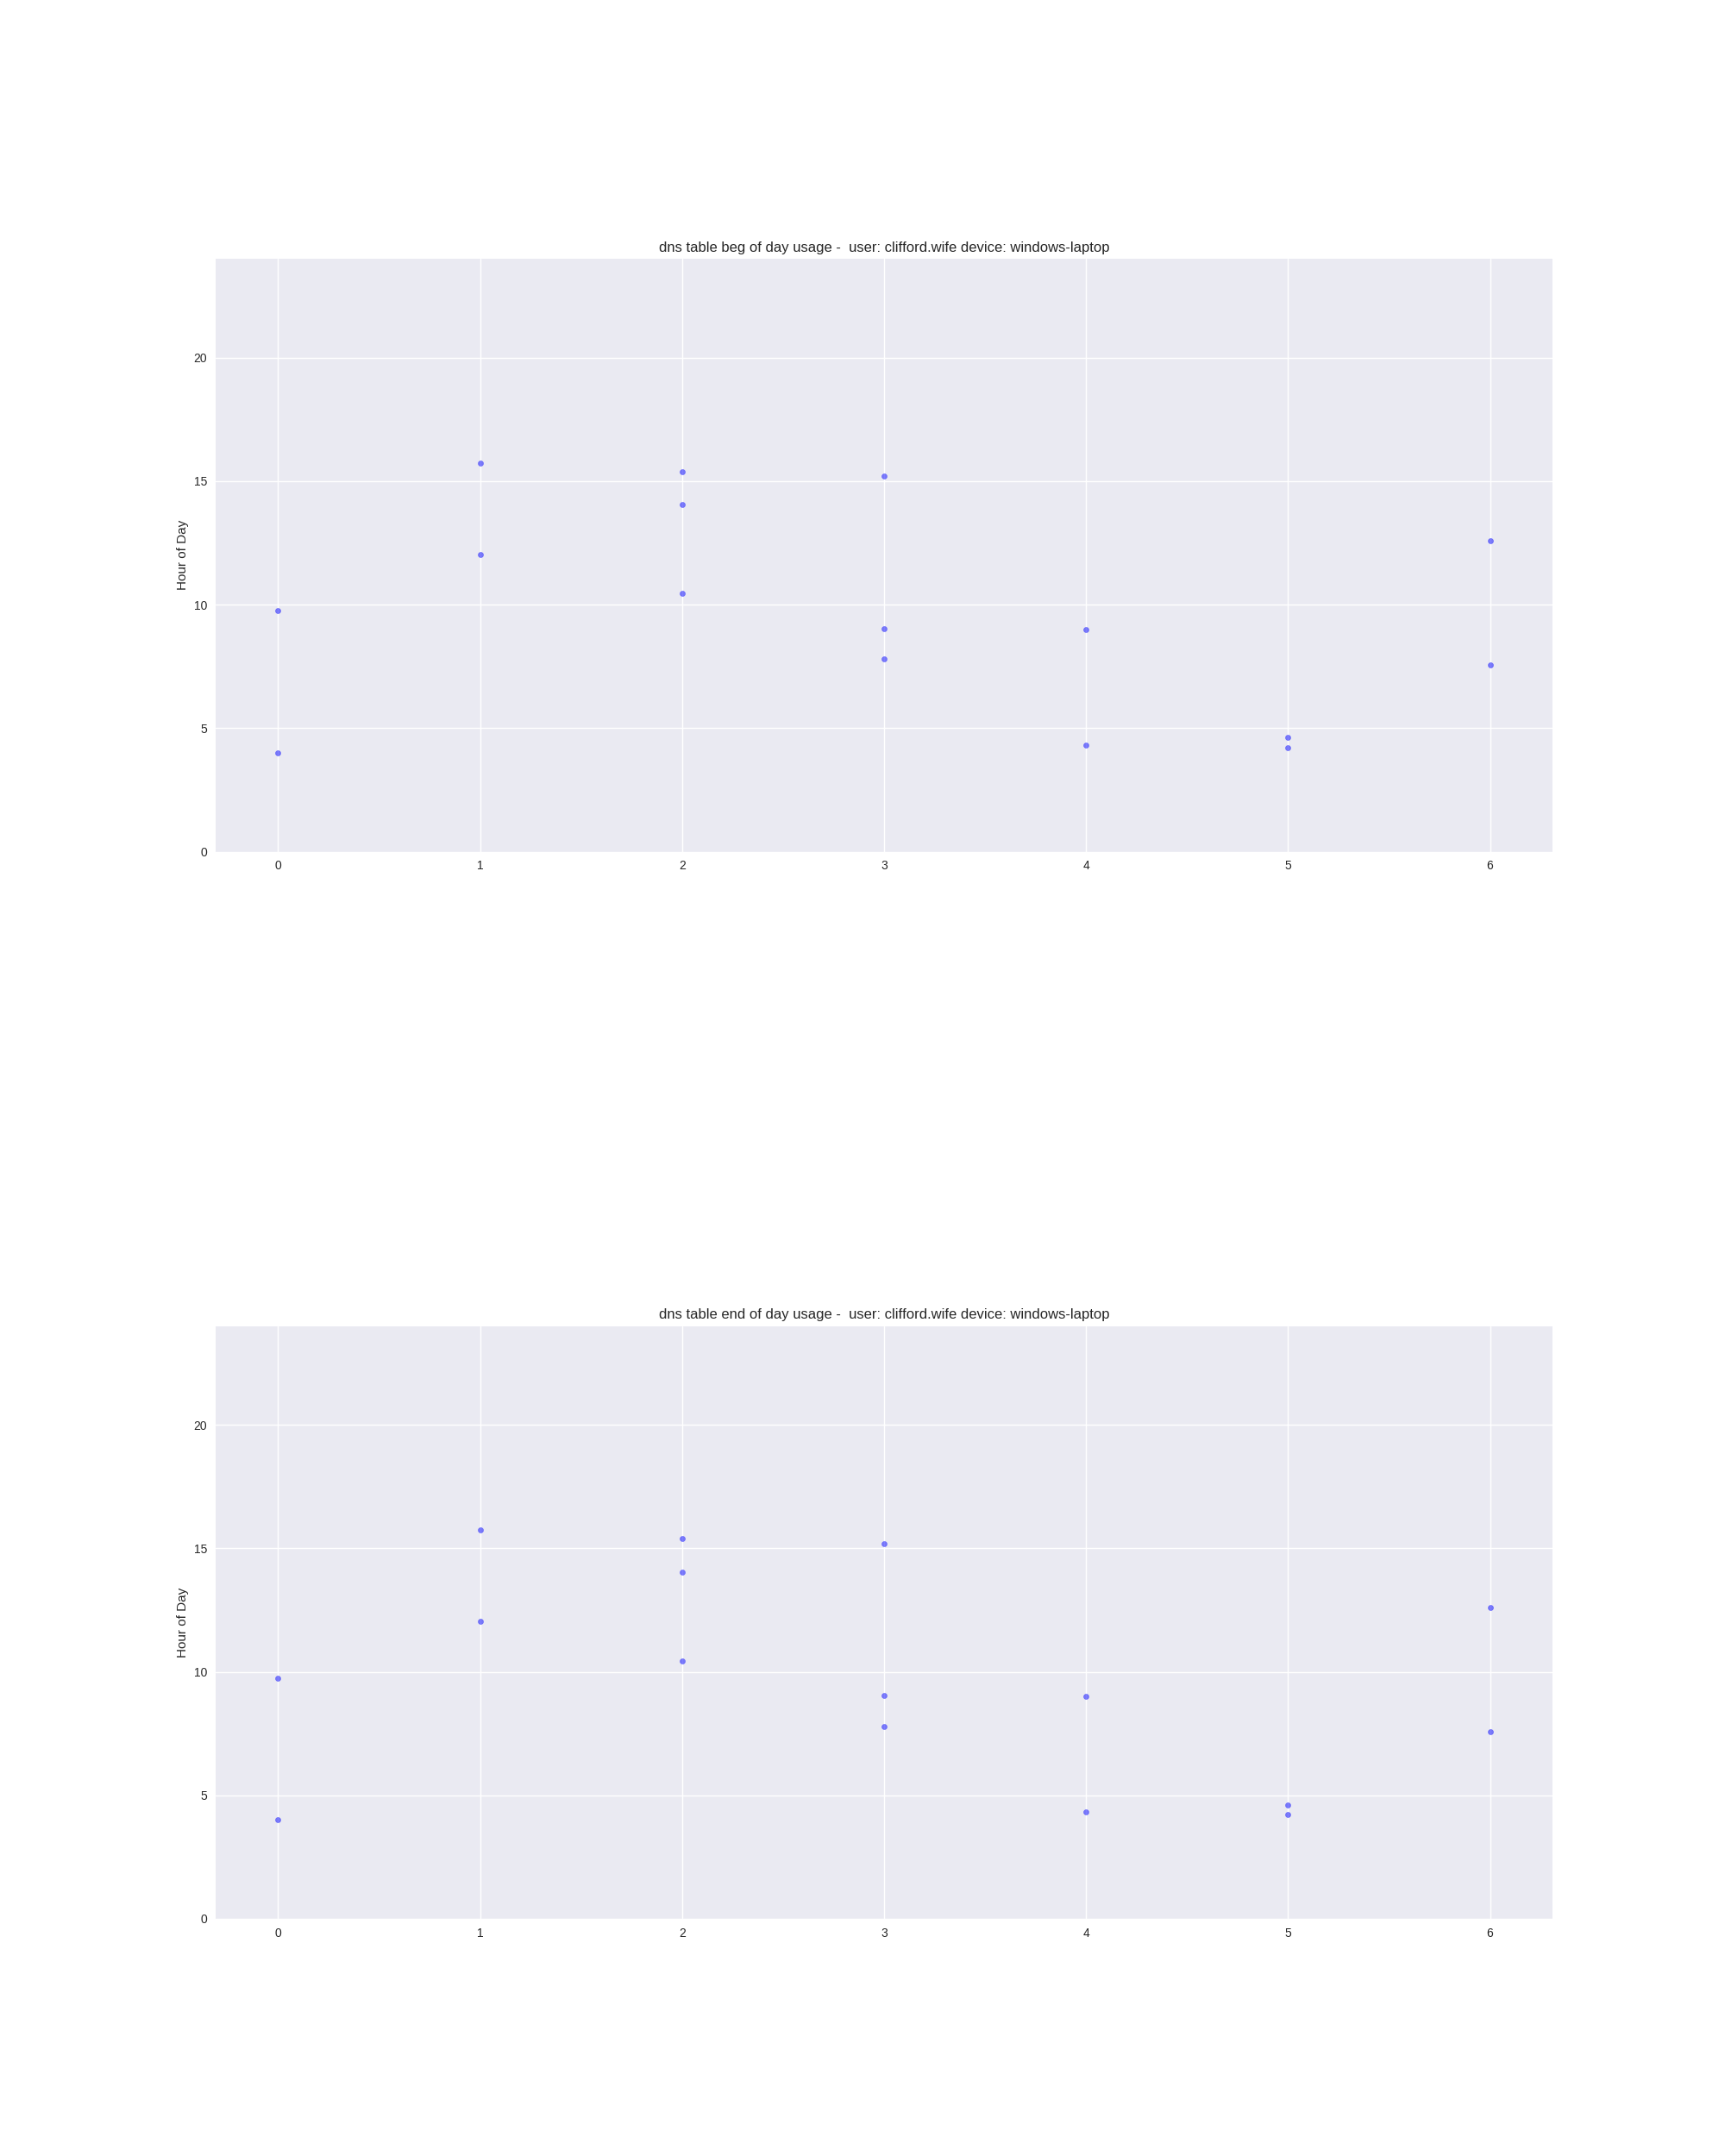 dns table beg of day usage -  user: clifford.wife device: windows-laptop
Hour of Day
20
15
10
5
0
0 1 2 3 4 5 6
dns table end of day usage -  user: clifford.wife device: windows-laptop
Hour of Day
20
15
10
5
0
0 1 2 3 4 5 6